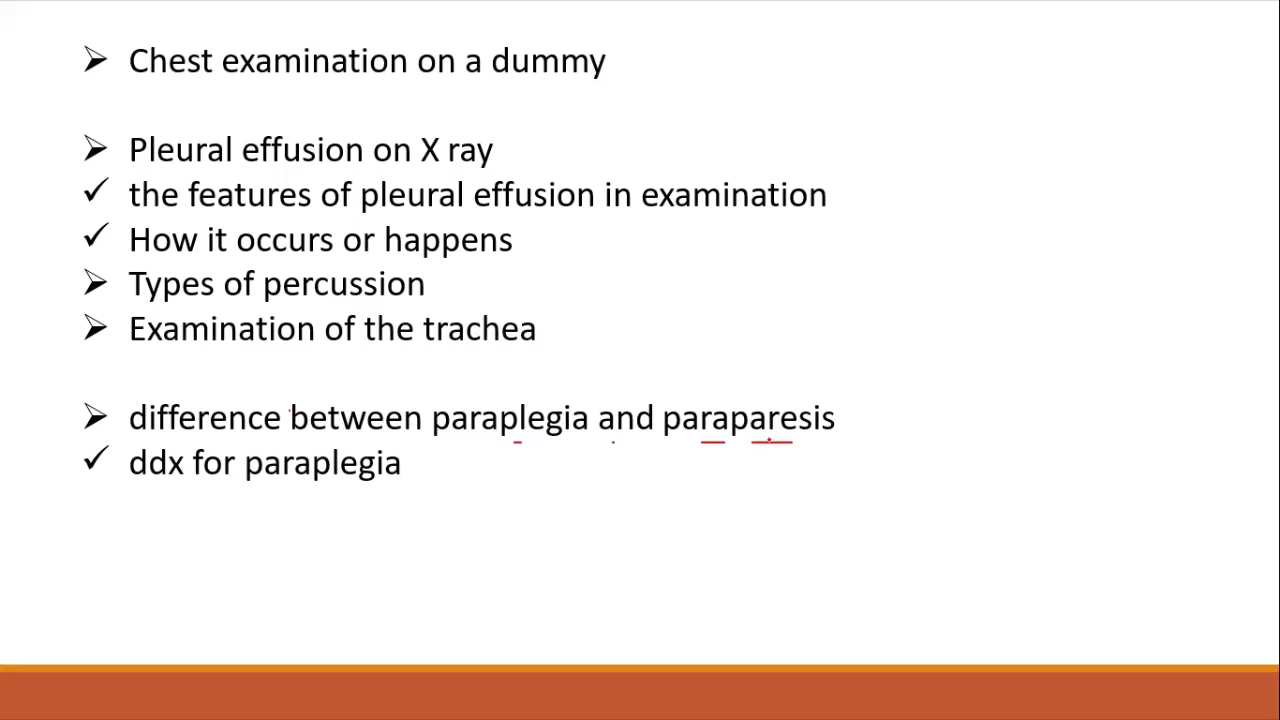 ➢ Chest examination on a dummy
➢ Pleural effusion on X ray
✓ the features of pleural effusion in examination
✓ How it occurs or happens
➢ Types of percussion
➢ Examination of the trachea
➢ difference between paraplegia and paraparesis
✓ ddx for paraplegia